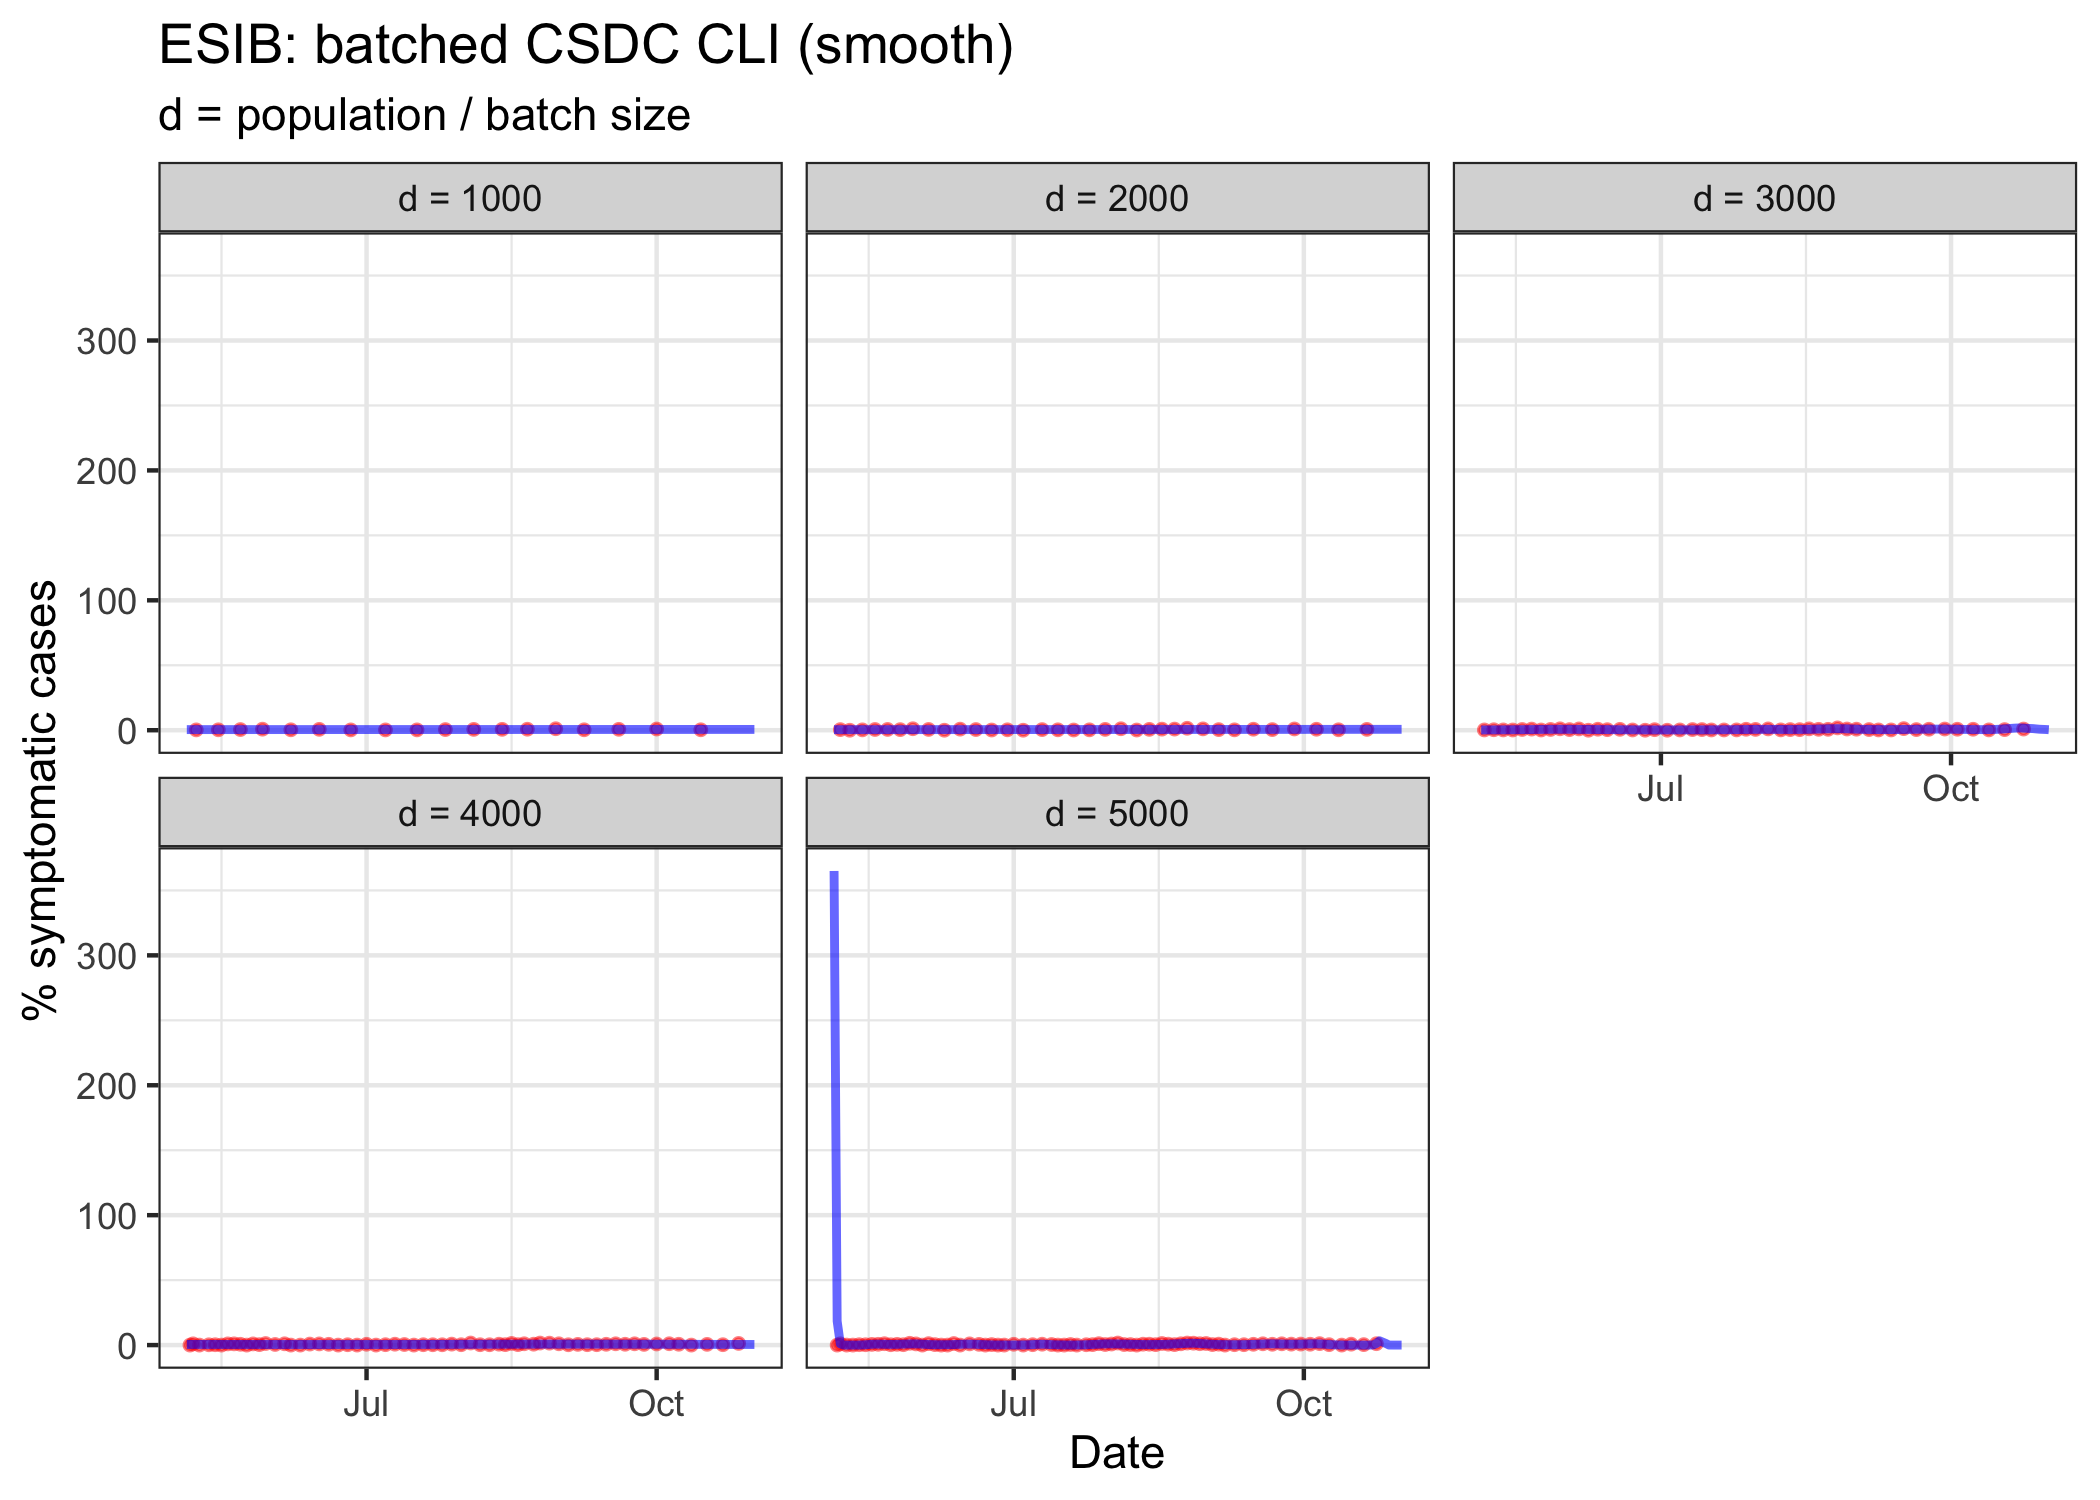 ESIB: batched CSDC CLI (smooth)
d = population / batch size
d = 1000
d = 2000
d = 3000
300
200
100
0
Jul
Oct
% symptomatic cases
d = 4000
d = 5000
300
200
100
0
Jul
Oct
Jul
Oct
Date